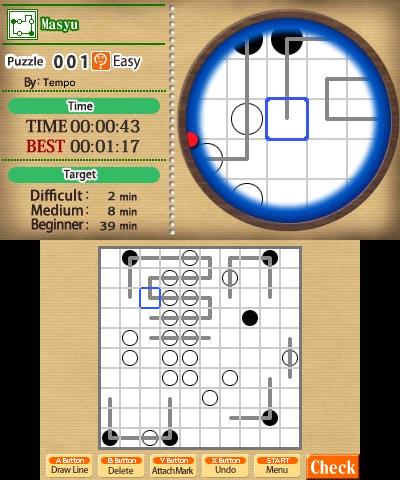 Masyu
Puzzle 001 Easy
By: Tempo
Time
TIME 00:00:43
BEST 00:01:17
Target
Difficult: 2 min
Medium: 8 min
Beginner: 39 min
A Button
Draw Line
B Button
Delete
Y Button
AttachMark
X Button
Undo
START
Menu
Check